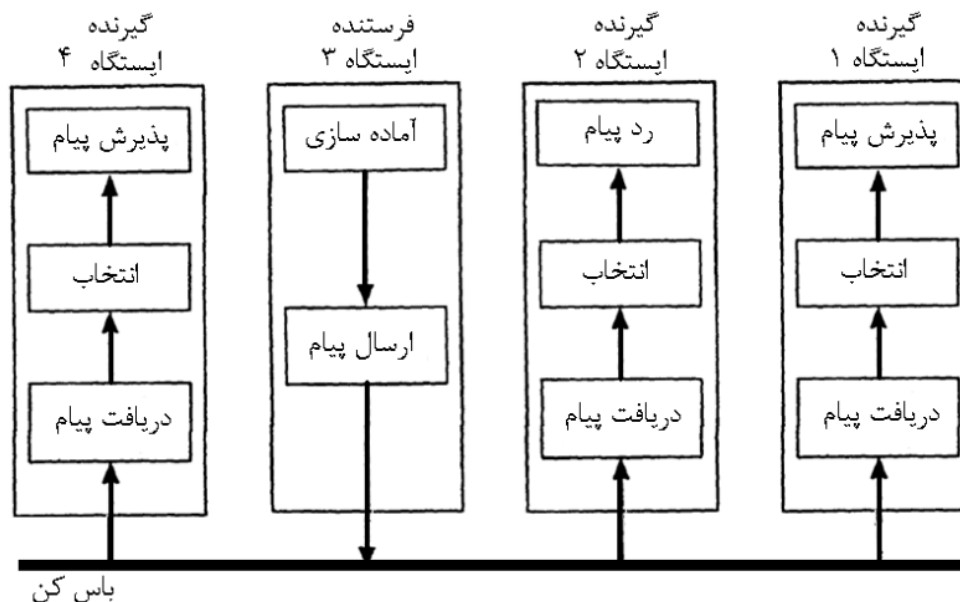 گیرنده
ایستگاه ۱
پذیرش پیام
انتخاب
دریافت پیام
گیرنده
ایستگاه ۲
رد پیام
انتخاب
دریافت پیام
فرستنده
ایستگاه ۳
آماده سازی
ارسال پیام
گیرنده
ایستگاه ۴
پذیرش پیام
انتخاب
دریافت پیام
باس کن